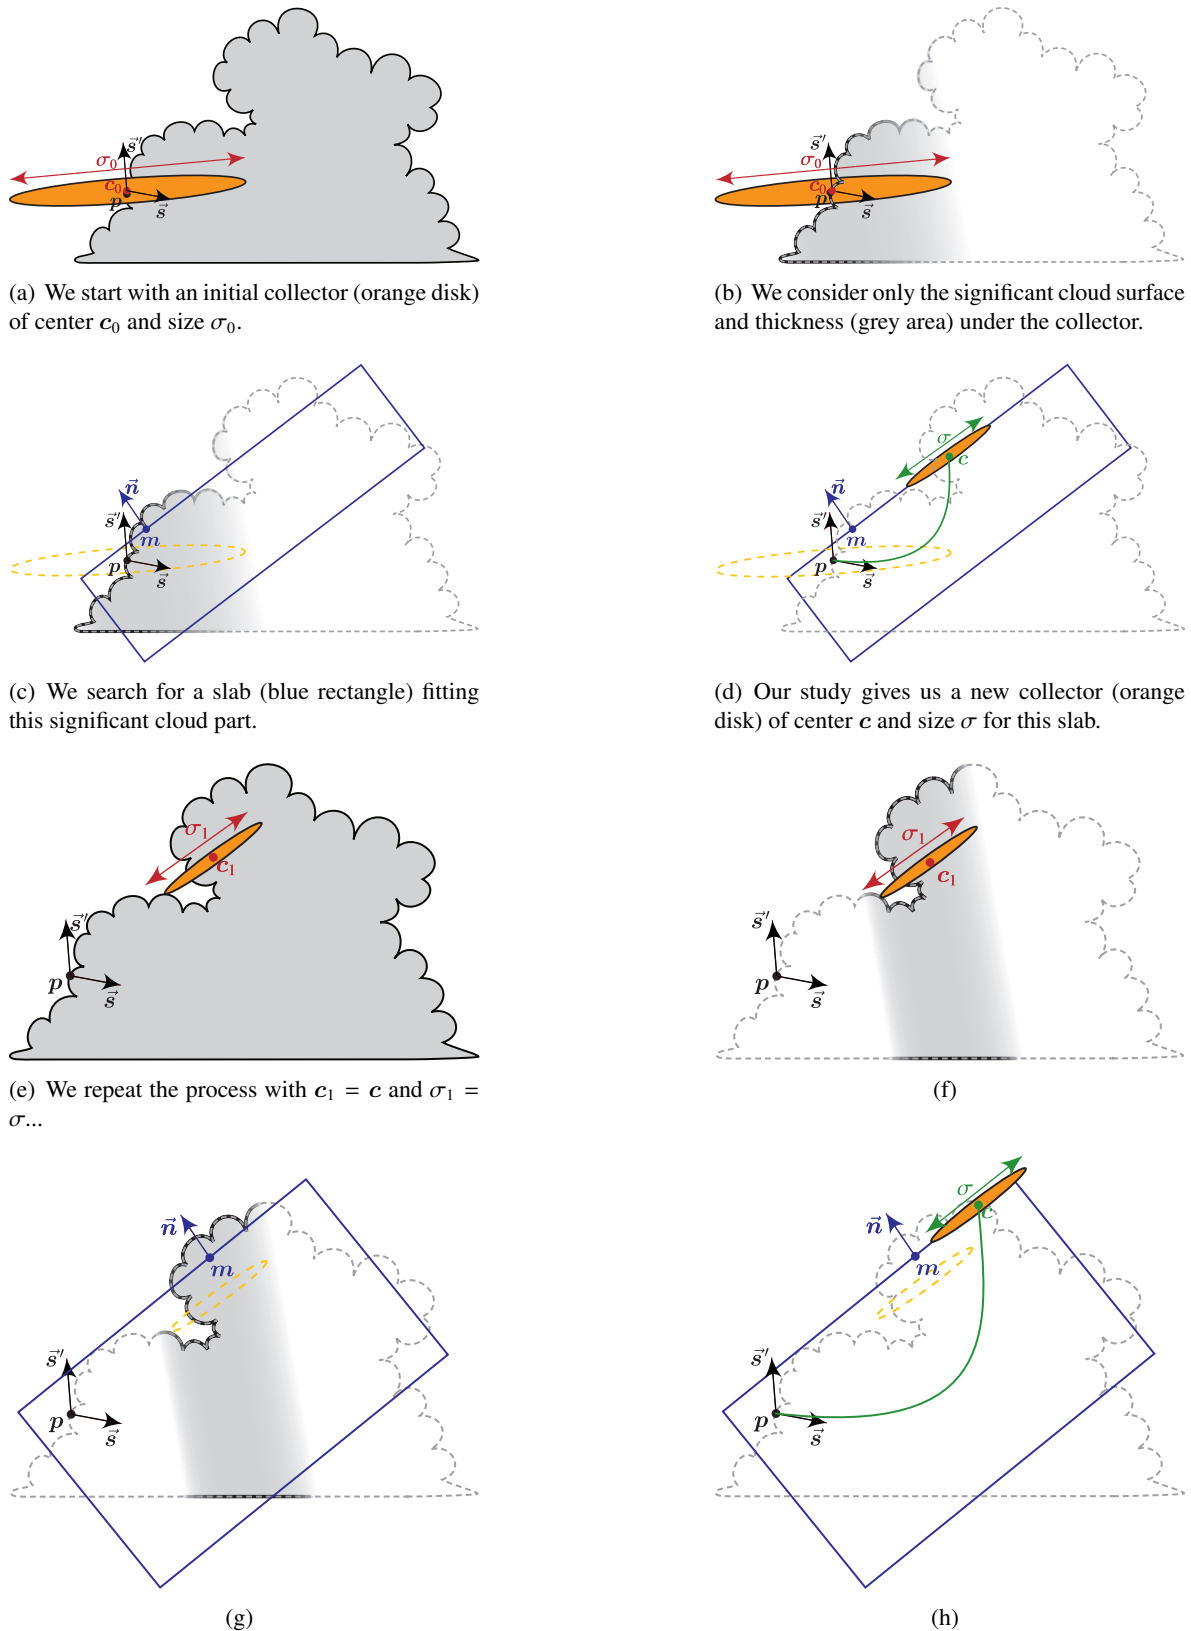 σ₀
s⃗′
c₀
p
s⃗
σ₀
s⃗′
c₀
p
s⃗
(a) We start with an initial collector (orange disk)
of center c₀ and size σ₀.
(b) We consider only the significant cloud surface
and thickness (grey area) under the collector.
n⃗
s⃗′
m
p
s⃗
σ
c
n⃗
s⃗′
m
p
s⃗
(c) We search for a slab (blue rectangle) fitting
this significant cloud part.
(d) Our study gives us a new collector (orange
disk) of center c and size σ for this slab.
σ₁
c₁
s⃗′
p
s⃗
σ₁
c₁
s⃗′
p
s⃗
(e) We repeat the process with c₁ = c and σ₁ =
σ...
(f)
n⃗
m
s⃗′
p
s⃗
σ
c
n⃗
m
s⃗′
p
s⃗
(g)
(h)